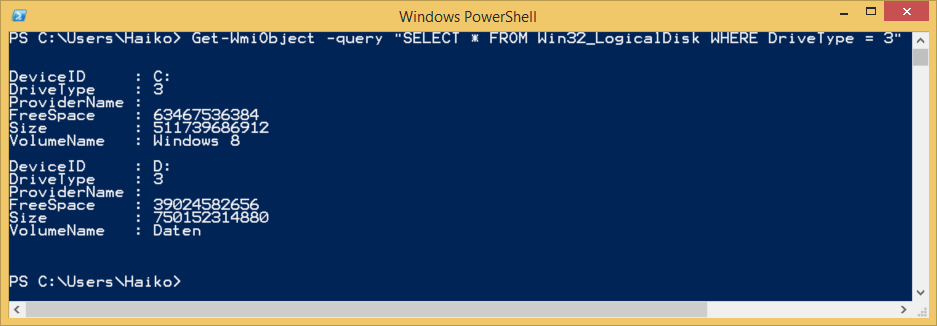 Windows PowerShell
PS C:\Users\Haiko> Get-WmiObject -query "SELECT * FROM Win32_LogicalDisk WHERE DriveType = 3"
DeviceID     : C:
DriveType    : 3
ProviderName :
FreeSpace    : 63467536384
Size         : 511739686912
VolumeName   : Windows 8
DeviceID     : D:
DriveType    : 3
ProviderName :
FreeSpace    : 39024582656
Size         : 750152314880
VolumeName   : Daten
PS C:\Users\Haiko>